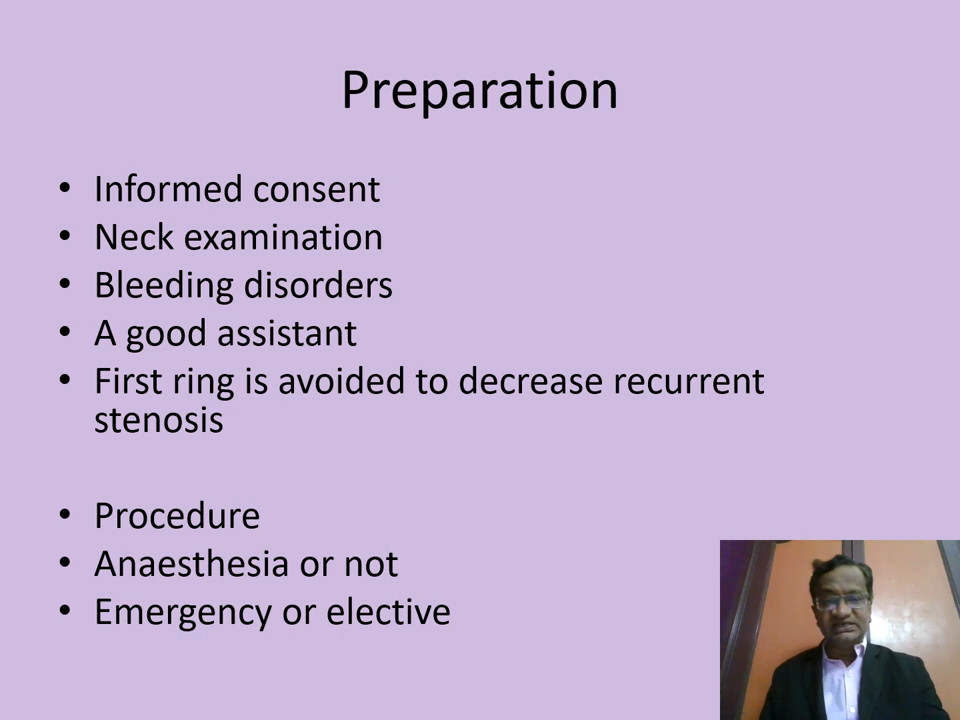 Preparation
• Informed consent
• Neck examination
• Bleeding disorders
• A good assistant
• First ring is avoided to decrease recurrent
stenosis
• Procedure
• Anaesthesia or not
• Emergency or elective